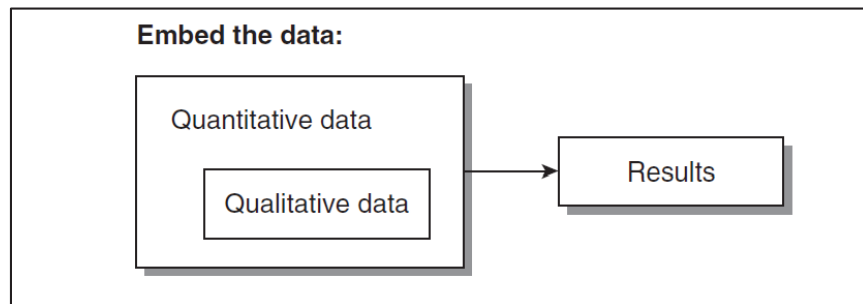 Embed the data:
Quantitative data
Qualitative data
Results